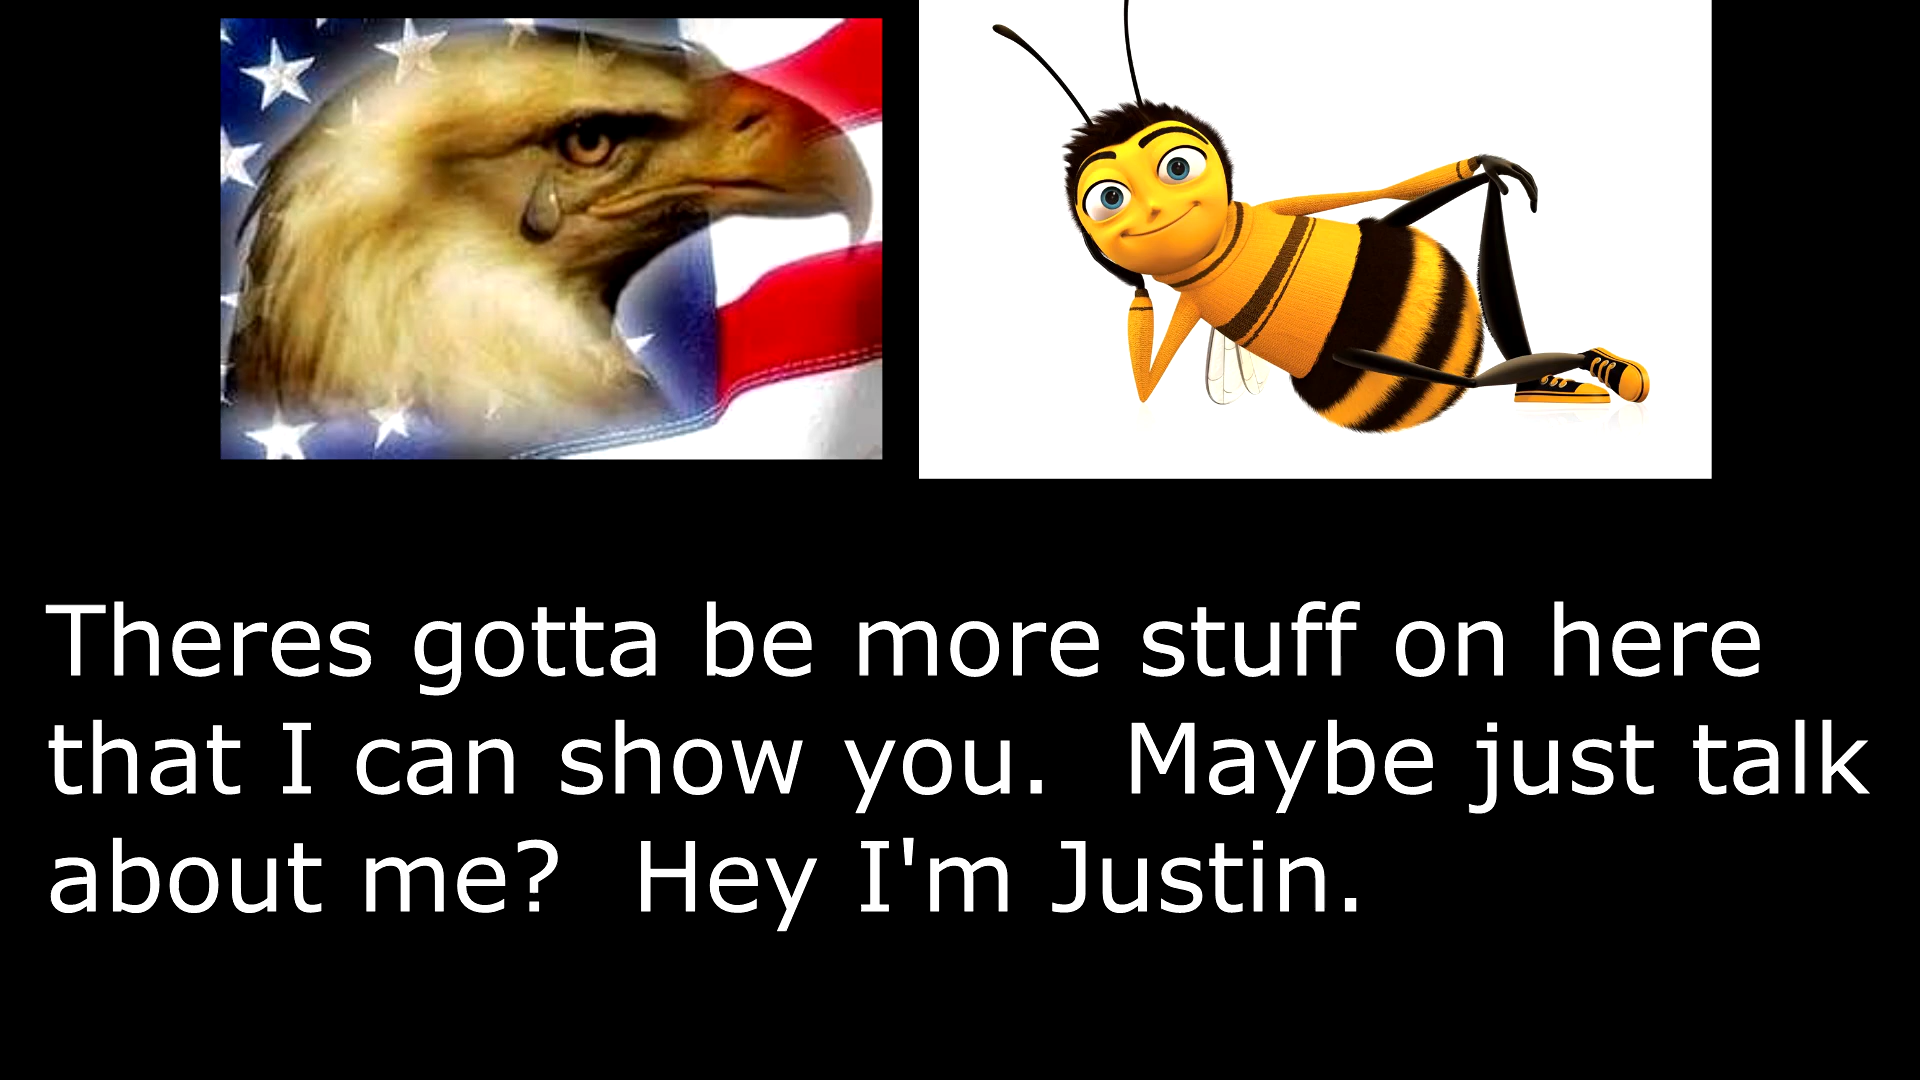 Theres gotta be more stuff on here
that I can show you.  Maybe just talk
about me?  Hey I'm Justin.